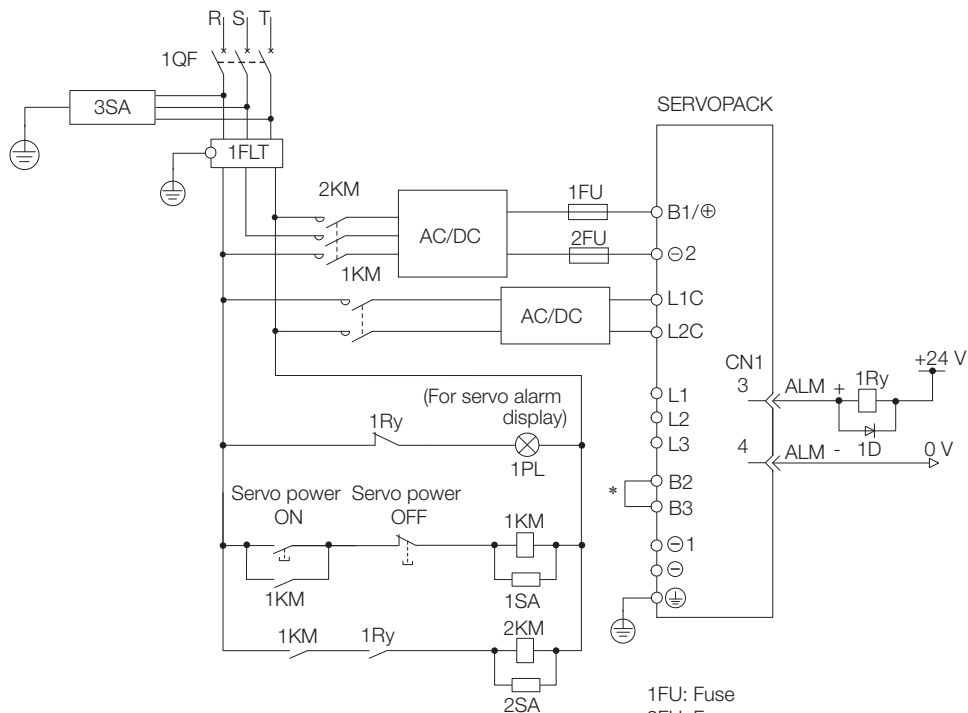 R S T
1QF
3SA
SERVOPACK
1FLT
2KM
1FU
B1/⊕
AC/DC
2FU
⊖2
1KM
L1C
AC/DC
L2C
CN1
+24 V
3
ALM +
1Ry
L1
(For servo alarm
display)
1Ry
L2
1D
L3
4
ALM -
0 V
1PL
B2
*
B3
Servo power
ON
Servo power
OFF
1KM
⊖1
1KM
1SA
⊖
1KM
1Ry
2KM
2SA
1FU: Fuse